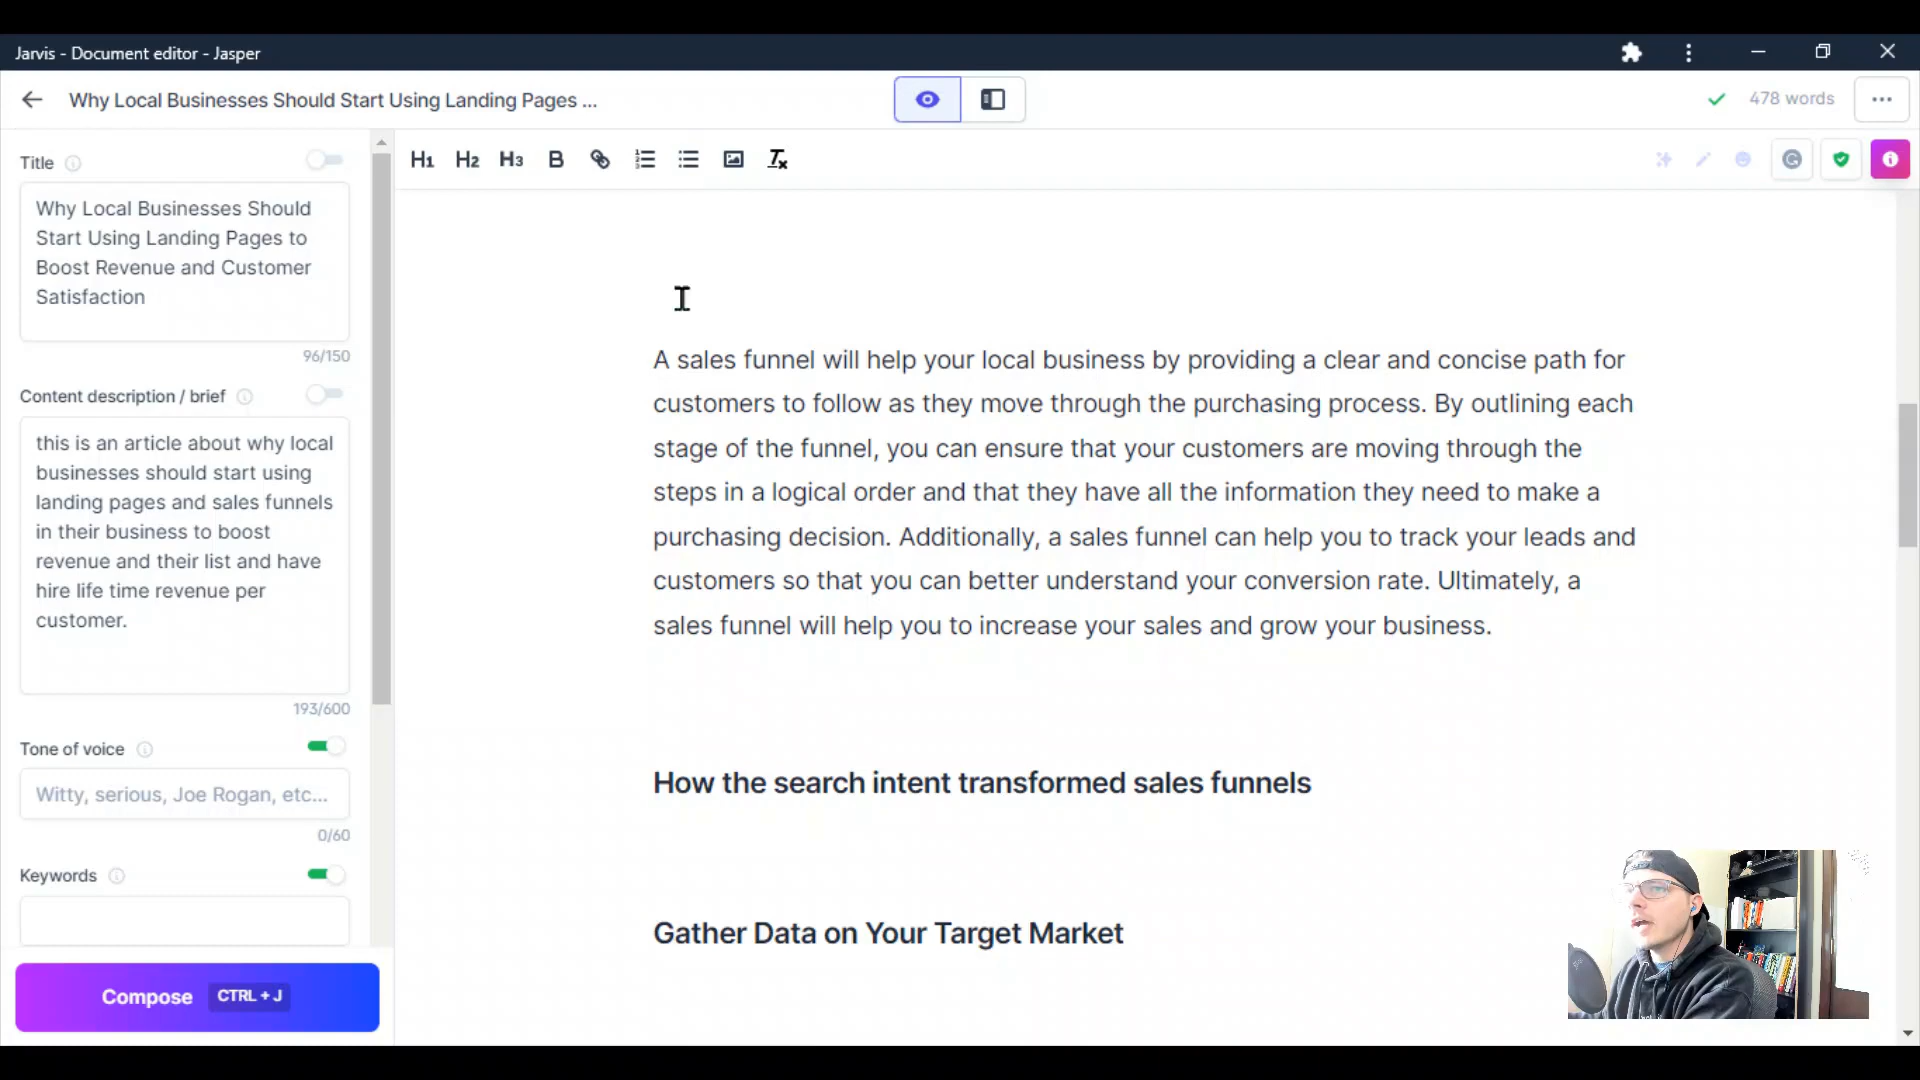 Jarvis - Document editor - Jasper
Why Local Businesses Should Start Using Landing Pages ...
478 words
Title
Why Local Businesses Should
Start Using Landing Pages to
Boost Revenue and Customer
Satisfaction
96/150
Content description / brief
this is an article about why local
businesses should start using
landing pages and sales funnels
in their business to boost
revenue and their list and have
hire life time revenue per
customer.
193/600
Tone of voice
Witty, serious, Joe Rogan, etc...
0/60
Keywords
Compose CTRL + J
H1 H2 H3 B
A sales funnel will help your local business by providing a clear and concise path for
customers to follow as they move through the purchasing process. By outlining each
stage of the funnel, you can ensure that your customers are moving through the
steps in a logical order and that they have all the information they need to make a
purchasing decision. Additionally, a sales funnel can help you to track your leads and
customers so that you can better understand your conversion rate. Ultimately, a
sales funnel will help you to increase your sales and grow your business.
How the search intent transformed sales funnels
Gather Data on Your Target Market